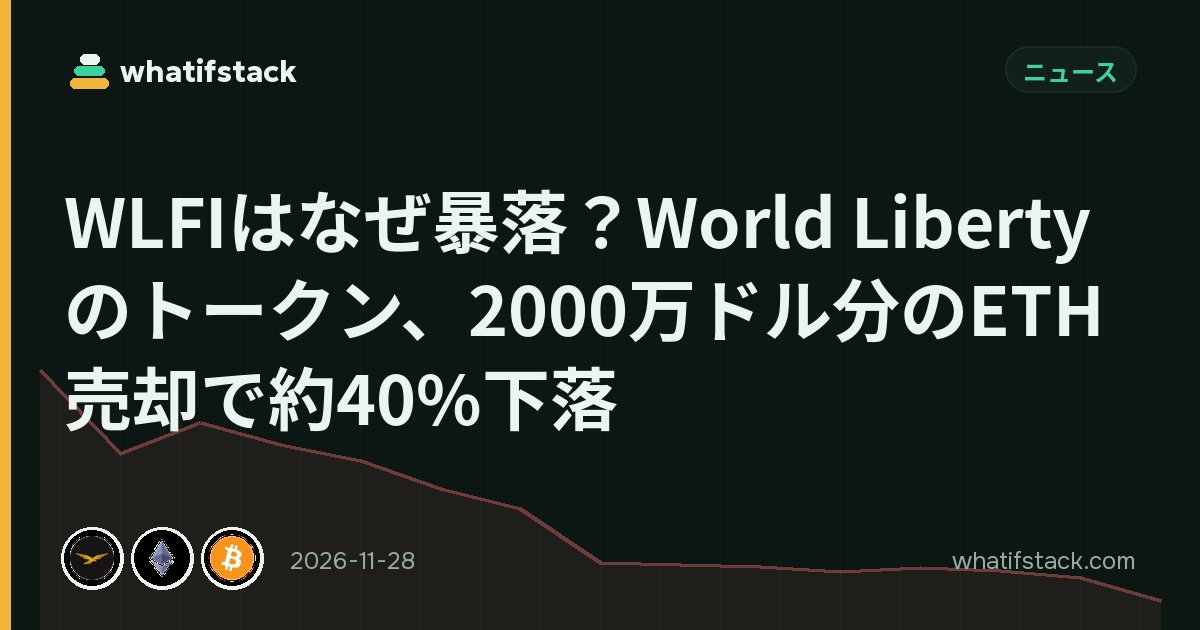 whatifstack
ニュース
WLFIはなぜ暴落？World Liberty
のトークン、2000万ドル分のETH
売却で約40%下落
2026-11-28
whatifstack.com